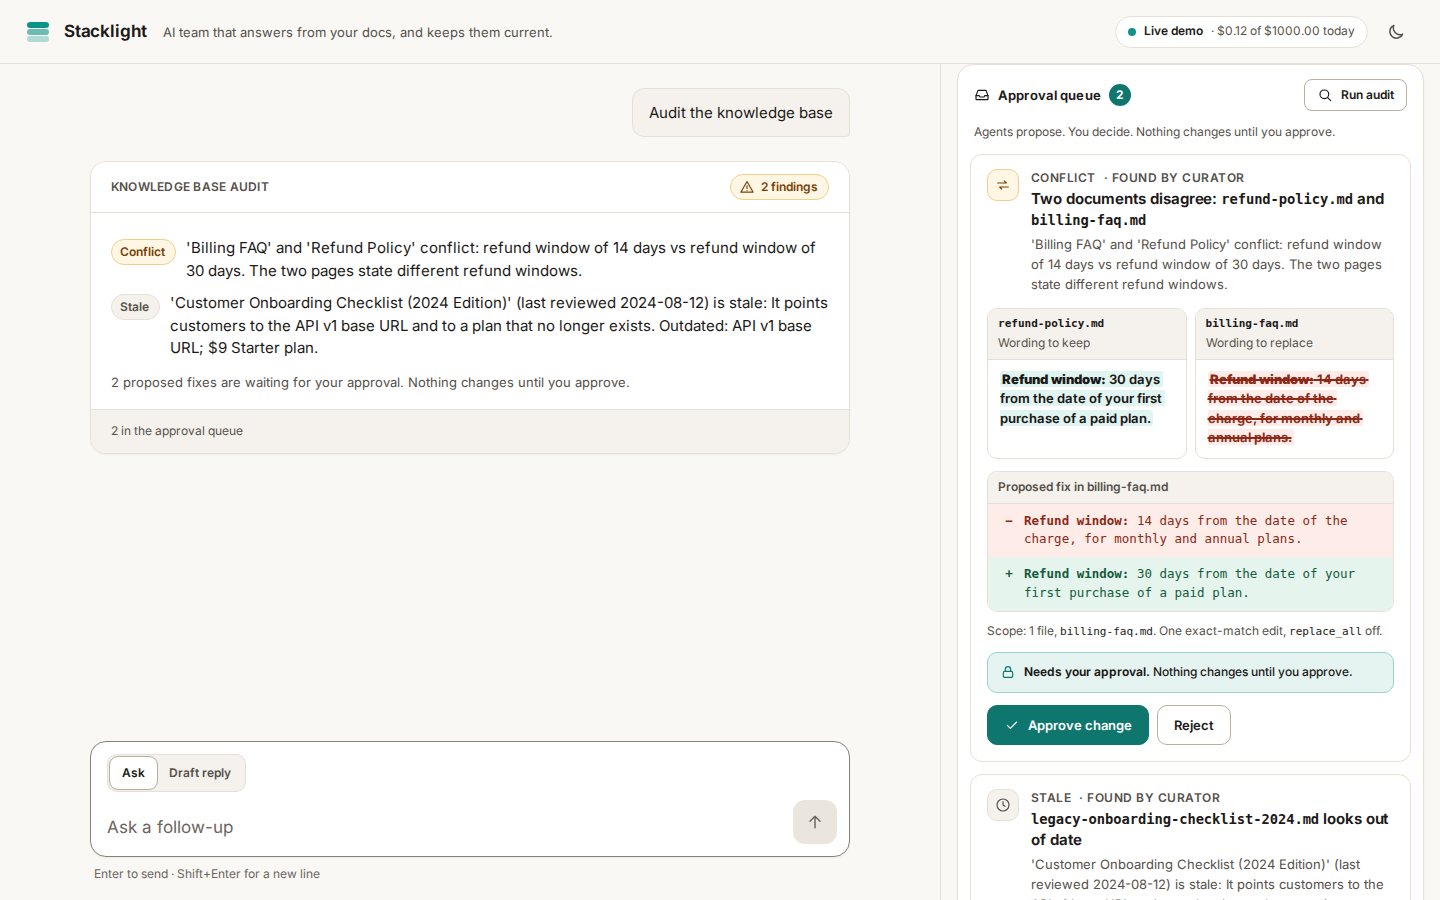 Stacklight AI team that answers from your docs, and keeps them current.
Live demo · $0.12 of $1000.00 today
Audit the knowledge base
KNOWLEDGE BASE AUDIT
2 findings
Conflict
'Billing FAQ' and 'Refund Policy' conflict: refund window of 14 days vs refund window of
30 days. The two pages state different refund windows.
Stale
'Customer Onboarding Checklist (2024 Edition)' (last reviewed 2024-08-12) is stale: It points
customers to the API v1 base URL and to a plan that no longer exists. Outdated: API v1 base
URL; $9 Starter plan.
2 proposed fixes are waiting for your approval. Nothing changes until you approve.
2 in the approval queue
Ask
Draft reply
Ask a follow-up
Enter to send · Shift+Enter for a new line
Approval queue 2
Run audit
Agents propose. You decide. Nothing changes until you approve.
CONFLICT · FOUND BY CURATOR
Two documents disagree: refund-policy.md and
billing-faq.md
'Billing FAQ' and 'Refund Policy' conflict: refund window
of 14 days vs refund window of 30 days. The two pages
state different refund windows.
refund-policy.md
Wording to keep
Refund window: 30 days
from the date of your first
purchase of a paid plan.
billing-faq.md
Wording to replace
Refund window: 14 days
from the date of the
charge, for monthly and
annual plans.
Proposed fix in billing-faq.md
− Refund window: 14 days from the date of the
charge, for monthly and annual plans.
+ Refund window: 30 days from the date of your
first purchase of a paid plan.
Scope: 1 file, billing-faq.md. One exact-match edit, replace_all off.
Needs your approval. Nothing changes until you approve.
Approve change
Reject
STALE · FOUND BY CURATOR
legacy-onboarding-checklist-2024.md looks out
of date
'Customer Onboarding Checklist (2024 Edition)' (last
reviewed 2024-08-12) is stale: It points customers to the